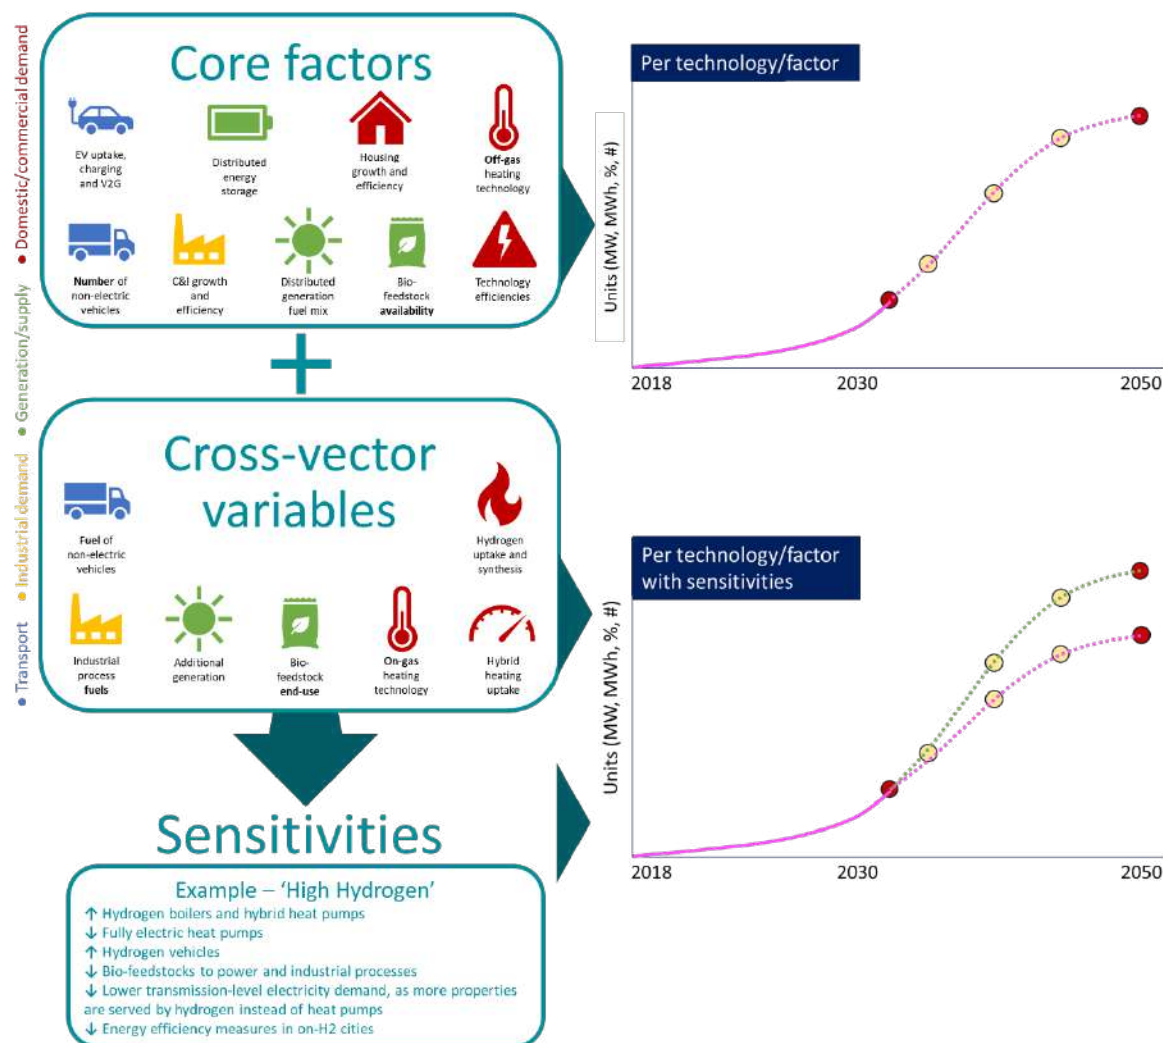 Core factors
EV uptake,
charging
and V2G
Distributed
energy
storage
Housing
growth and
efficiency
Off-gas
heating
technology
Number of
non-electric
vehicles
C&I growth
and
efficiency
Distributed
generation
fuel mix
Bio-
feedstock
availability
Technology
efficiencies
+
Cross-vector
variables
Fuel of
non-electric
vehicles
Hydrogen
uptake and
synthesis
Industrial
process
fuels
Additional
generation
Bio-
feedstock
end-use
On-gas
heating
technology
Hybrid
heating
uptake
Sensitivities
Example – ‘High Hydrogen’
↑ Hydrogen boilers and hybrid heat pumps
↓ Fully electric heat pumps
↑ Hydrogen vehicles
↓ Bio-feedstocks to power and industrial processes
↓ Lower transmission-level electricity demand, as more properties
are served by hydrogen instead of heat pumps
↓ Energy efficiency measures in on-H2 cities
● Transport ● Industrial demand ● Generation/supply ● Domestic/commercial demand
Per technology/factor
Units (MW, MWh, %, #)
2018 2030 2050
Per technology/factor
with sensitivities
Units (MW, MWh, %, #)
2018 2030 2050